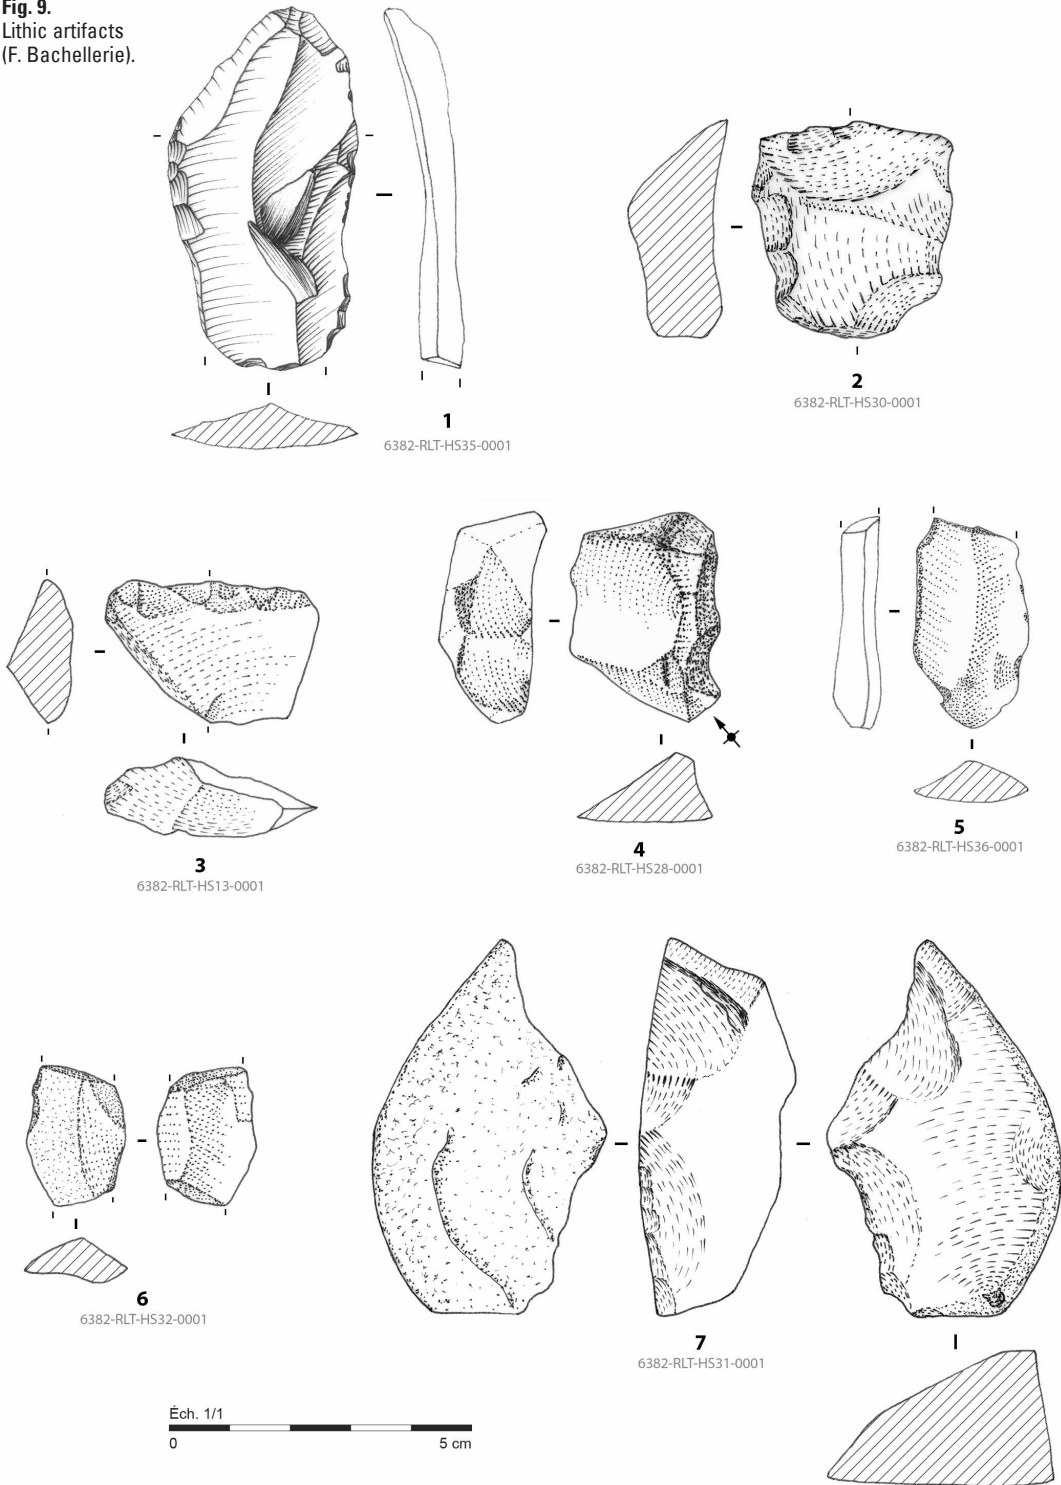 Fig. 9.
Lithic artifacts
(F. Bachellerie).
1
6382-RLT-HS35-0001
2
6382-RLT-HS30-0001
3
6382-RLT-HS13-0001
4
6382-RLT-HS28-0001
5
6382-RLT-HS36-0001
6
6382-RLT-HS32-0001
7
6382-RLT-HS31-0001
Éch. 1/1
0 5 cm